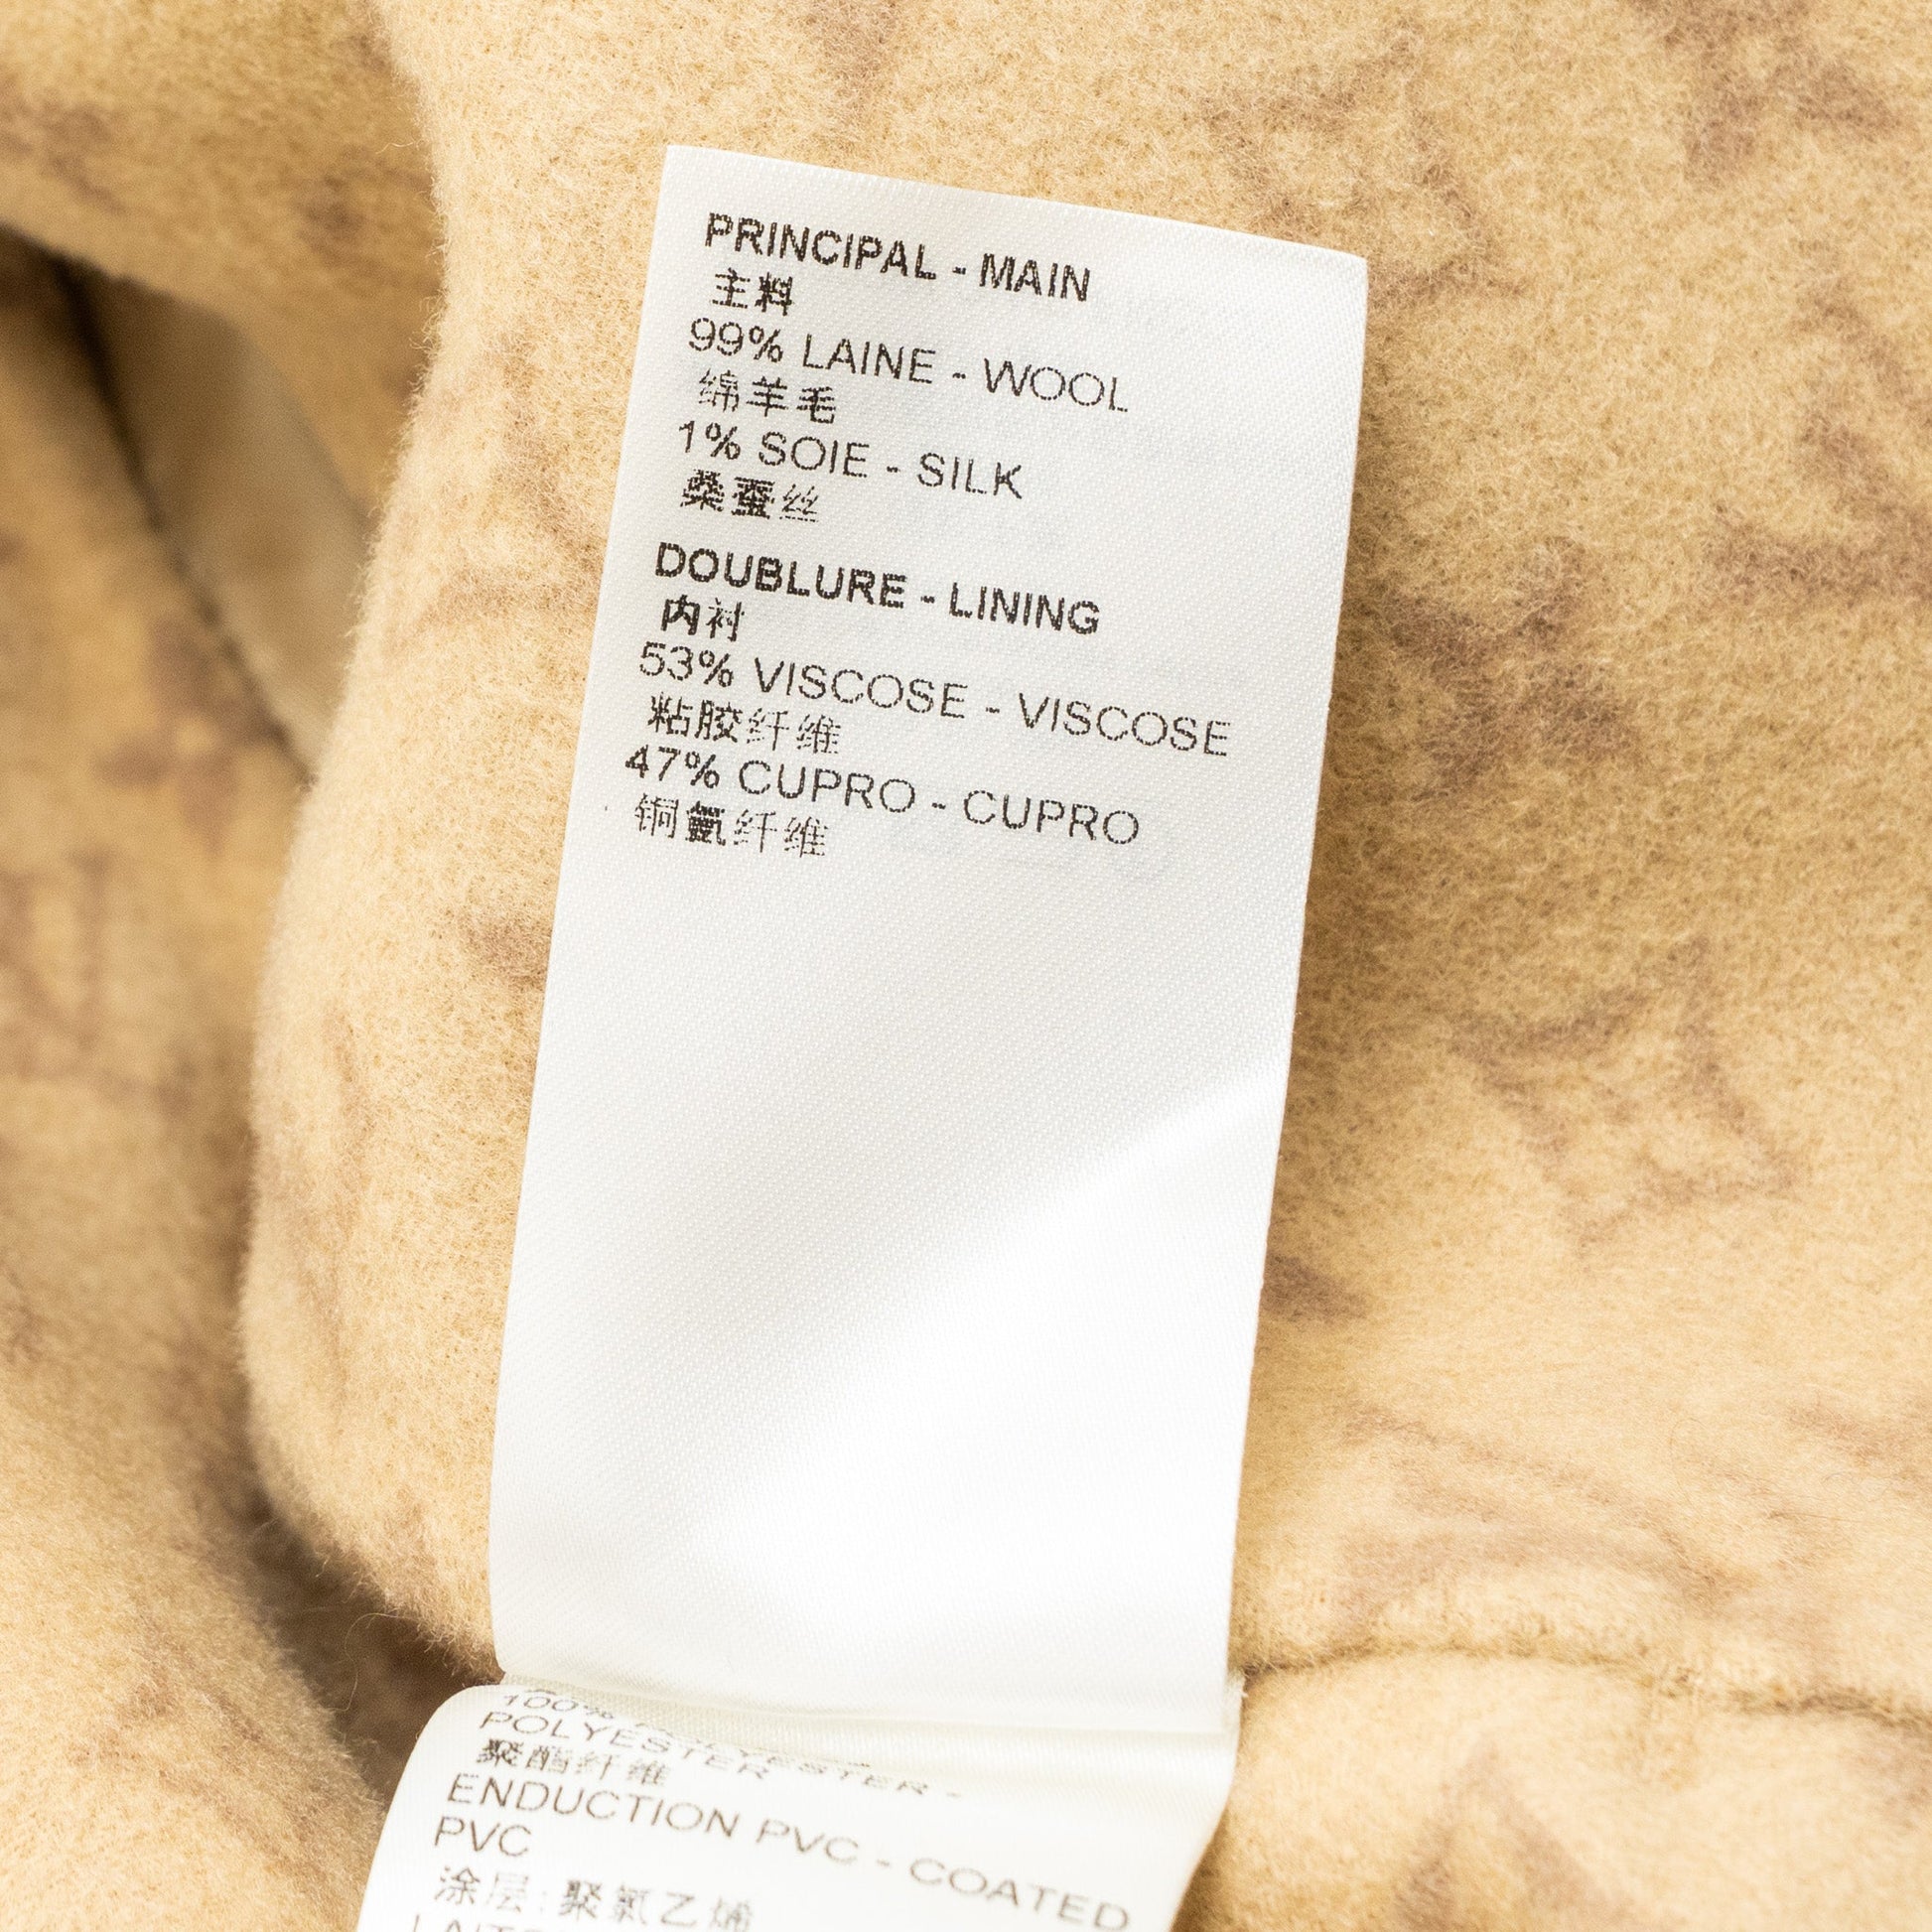 PRINCIPAL - MAIN
主料
99% LAINE - WOOL
绵羊毛
1% SOIE - SILK
桑蚕丝
DOUBLURE - LINING
内衬
53% VISCOSE - VISCOSE
粘胶纤维
47% CUPRO - CUPRO
铜氨纤维
100% POLYESTER -
POLYESTER
聚酯纤维
ENDUCTION PVC - COATED
PVC
涂层:聚氯乙烯